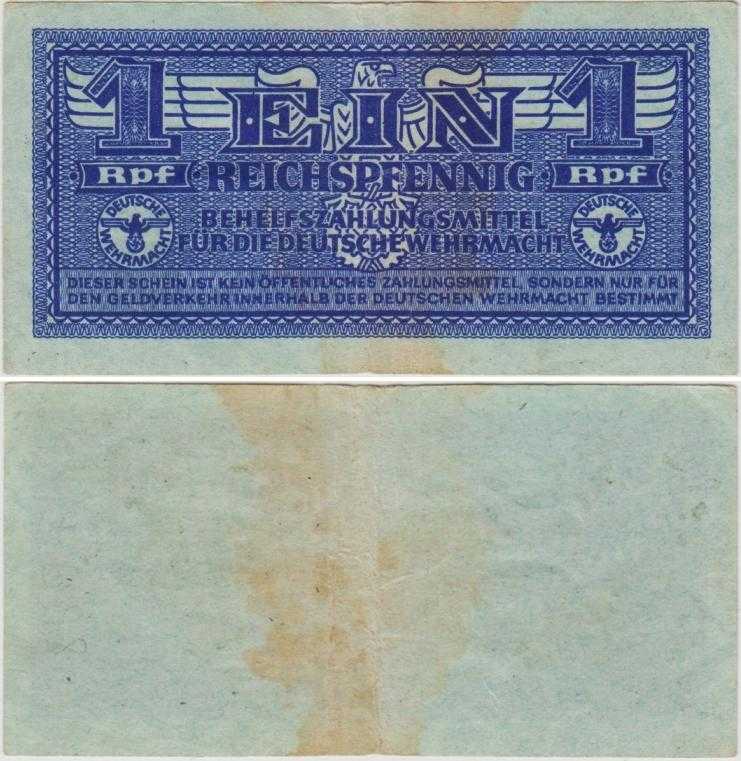 1 EIN 1
Rpf REICHSPFENNIG Rpf
BEHELFSZAHLUNGSMITTEL
FÜR DIE DEUTSCHE WEHRMACHT
DEUTSCHE WEHRMACHT
DEUTSCHE WEHRMACHT
DIESER SCHEIN IST KEIN ÖFFENTLICHES ZAHLUNGSMITTEL, SONDERN NUR FÜR
DEN GELDVERKEHR INNERHALB DER DEUTSCHEN WEHRMACHT BESTIMMT